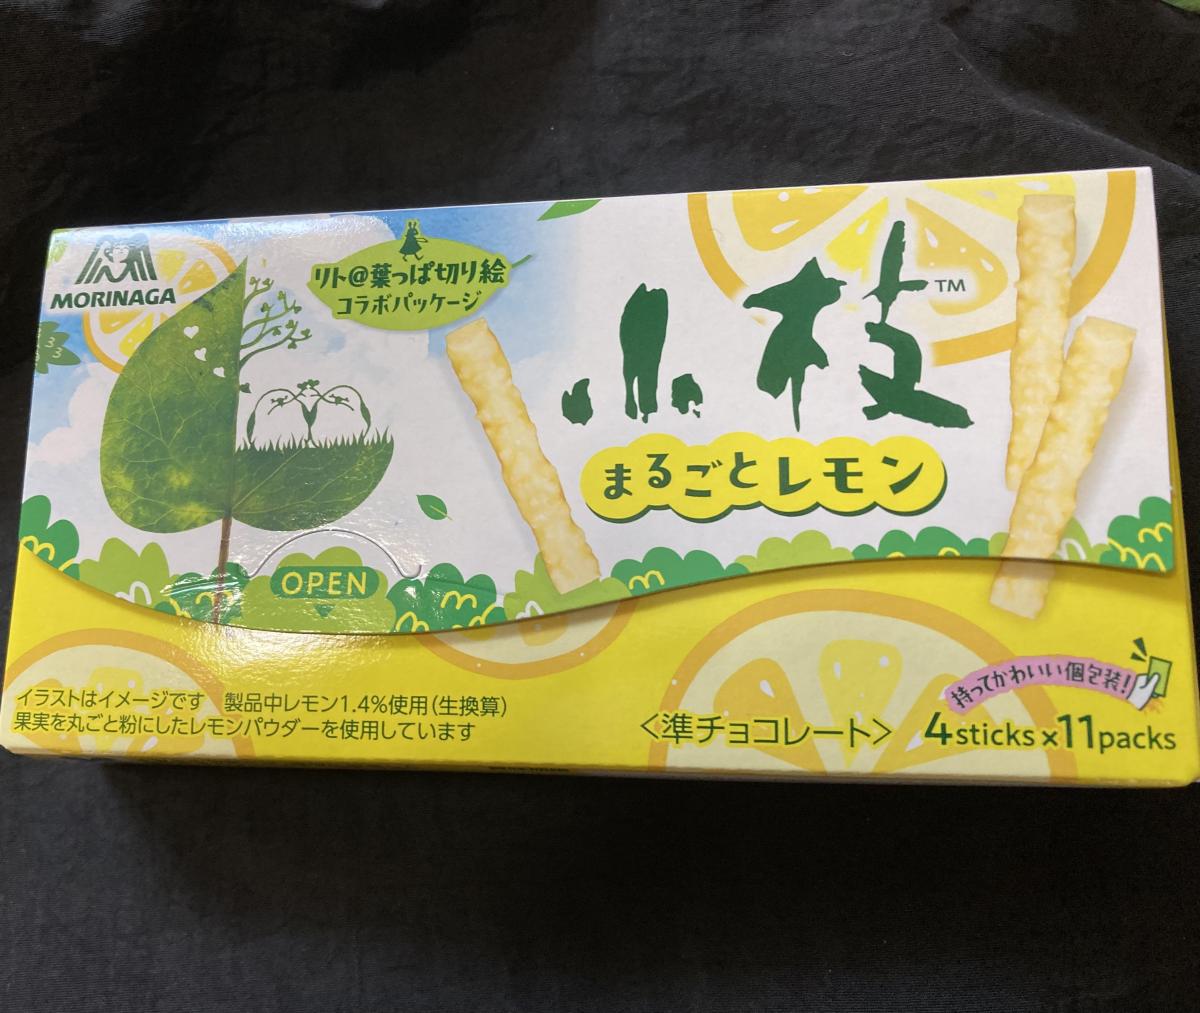 MORINAGA
リト@葉っぱ切り絵
コラボパッケージ
小枝™
まるごとレモン
OPEN
イラストはイメージです 製品中レモン1.4%使用(生換算)
果実を丸ごと粉にしたレモンパウダーを使用しています
<準チョコレート>
持ってかわいい個包装!
4sticks×11packs